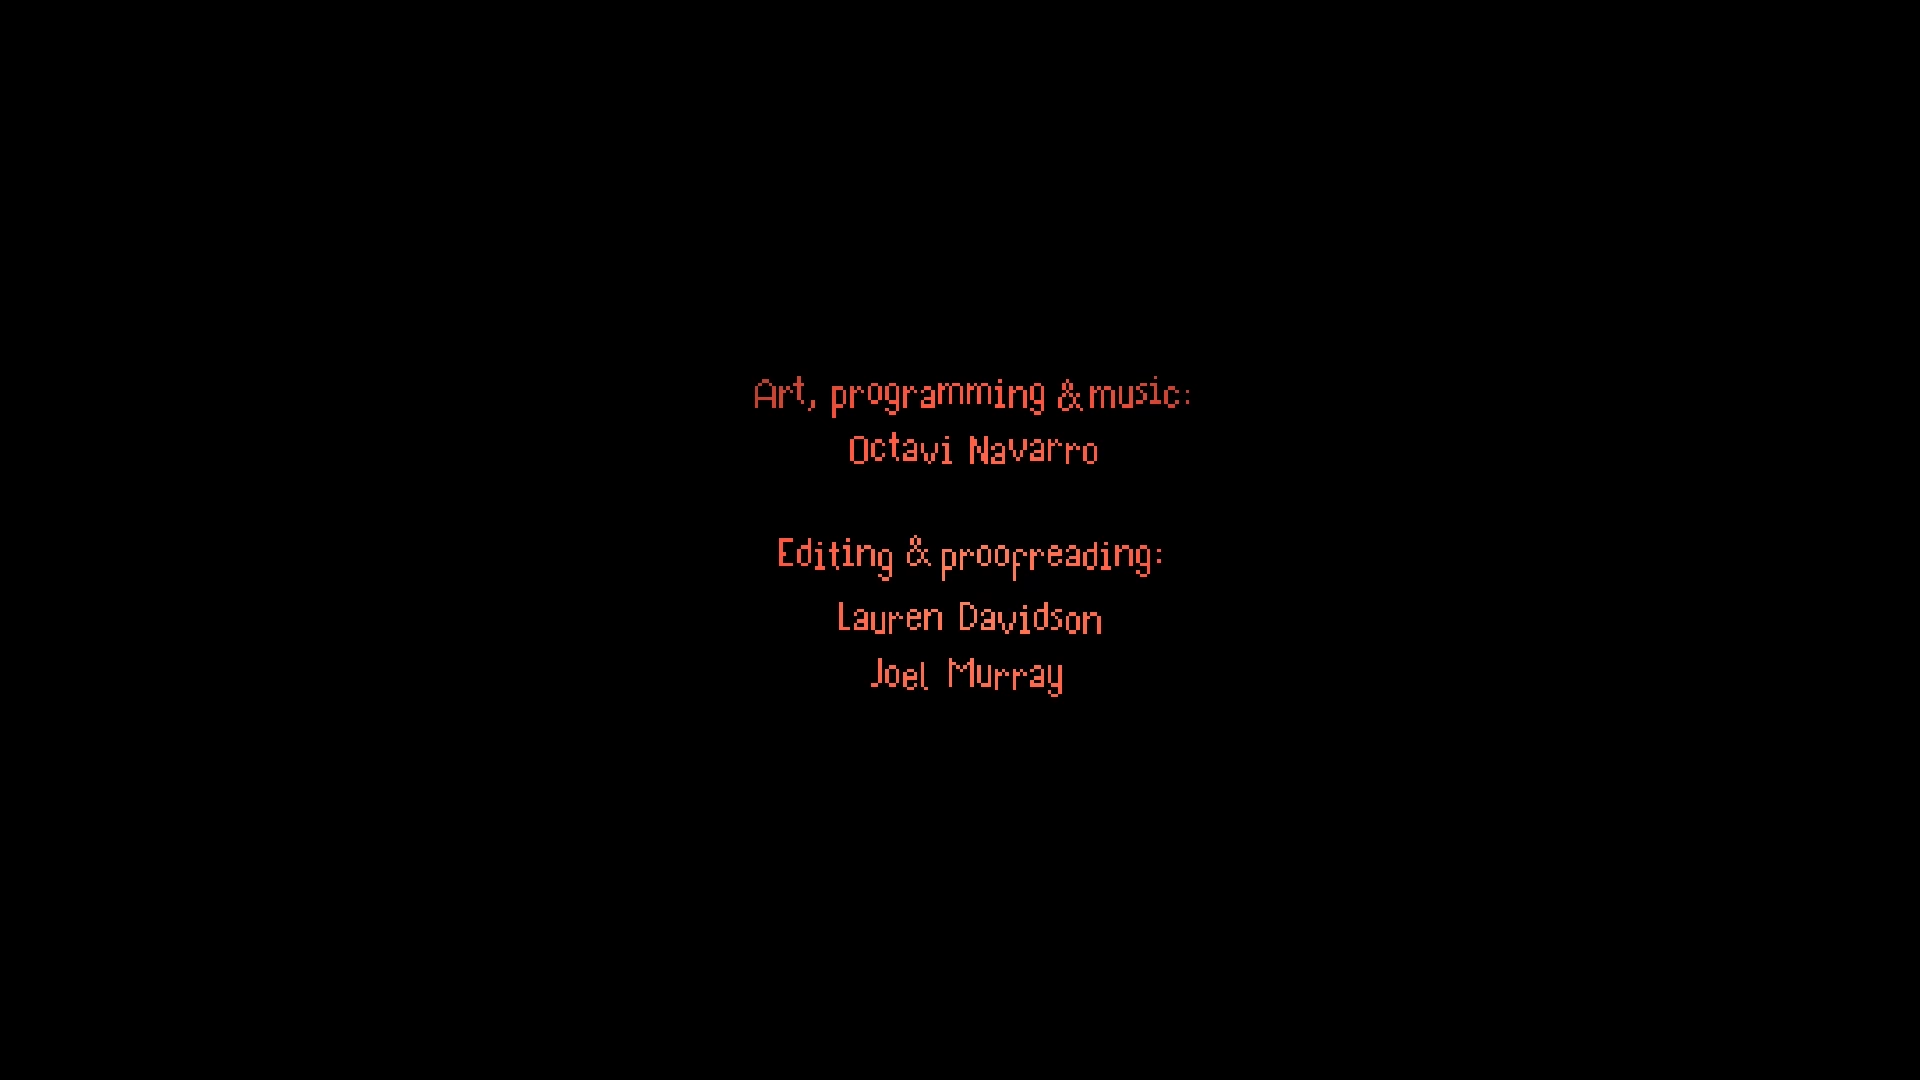 Art, programming & music:
Octavi Navarro
Editing & proofreading:
Lauren Davidson
Joel Murray